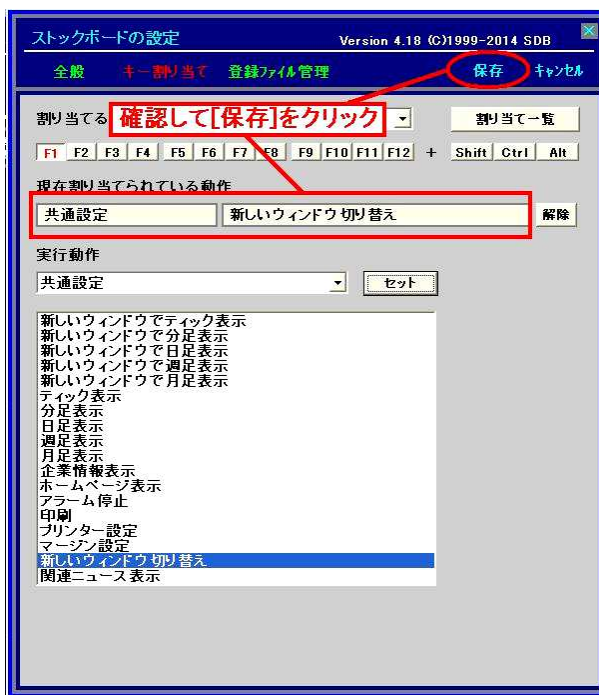 ストックボードの設定 Version 4.18 (C)1999-2014 SDB
全般 キー割り当て 登録ファイル管理 保存 キャンセル
割り当てる 確認して[保存]をクリック 割り当て一覧
F1 F2 F3 F4 F5 F6 F7 F8 F9 F10 F11 F12 + Shift Ctrl Alt
現在割り当てられている動作
共通設定 新しいウィンドウ切り替え 解除
実行動作
共通設定 セット
新しいウィンドウでティック表示
新しいウィンドウで分足表示
新しいウィンドウで日足表示
新しいウィンドウで週足表示
新しいウィンドウで月足表示
ティック表示
分足表示
日足表示
週足表示
月足表示
企業情報表示
ホームページ表示
アラーム停止
印刷
プリンター設定
マージン設定
新しいウィンドウ切り替え
関連ニュース表示